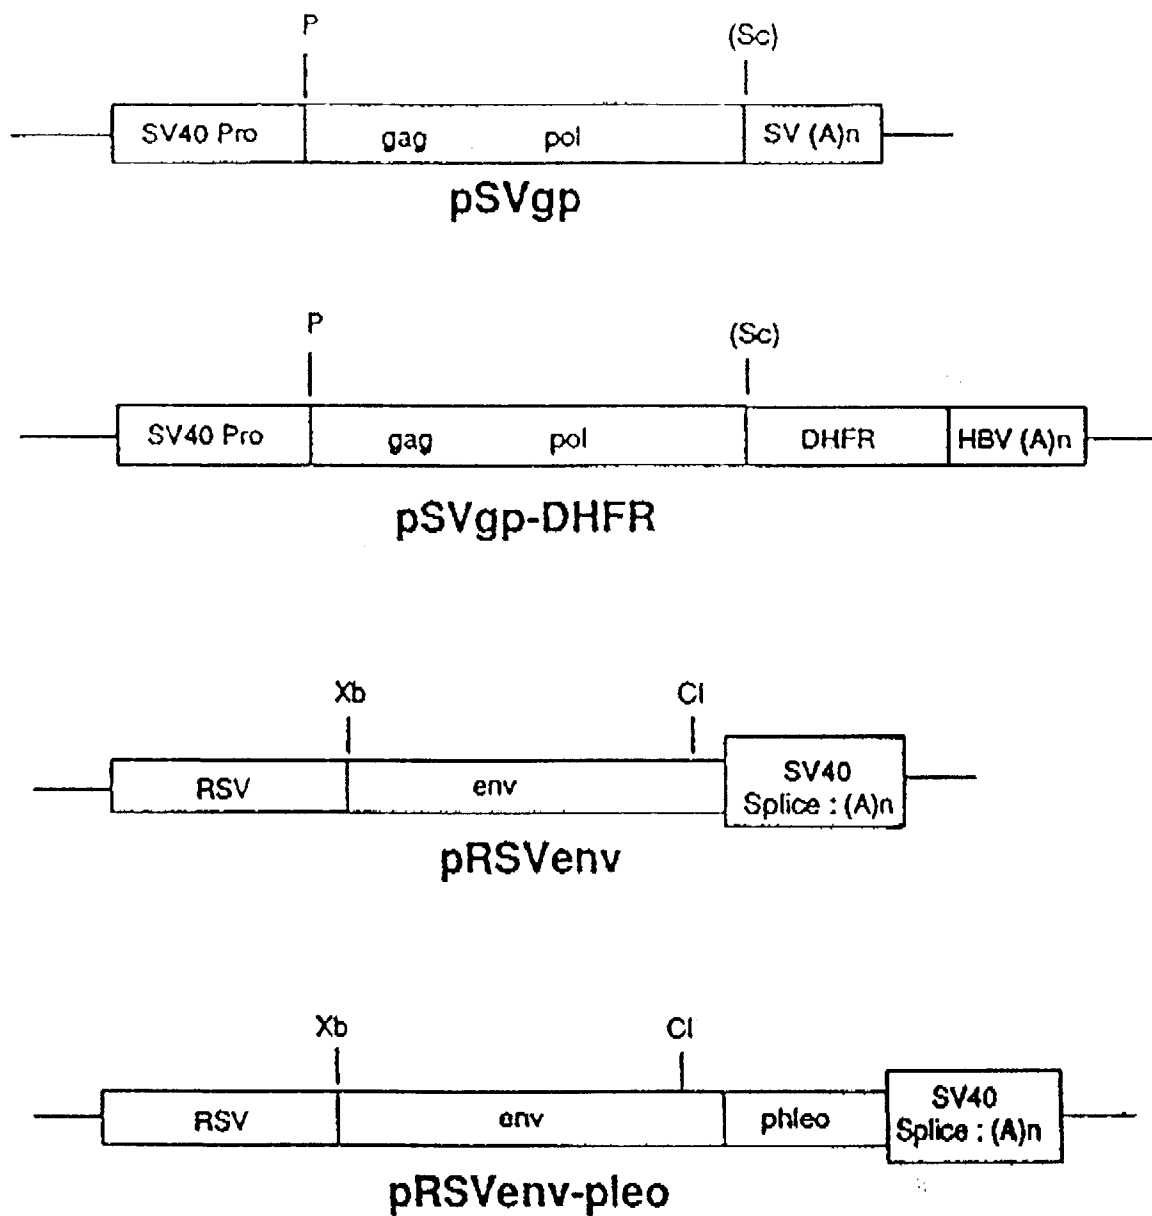 P (Sc)
SV40 Pro gag pol SV (A)n
pSVgp
P (Sc)
SV40 Pro gag pol DHFR HBV (A)n
pSVgp-DHFR
Xb Cl
RSV env SV40
Splice : (A)n
pRSVenv
Xb Cl
RSV env phleo SV40
Splice : (A)n
pRSVenv-pleo